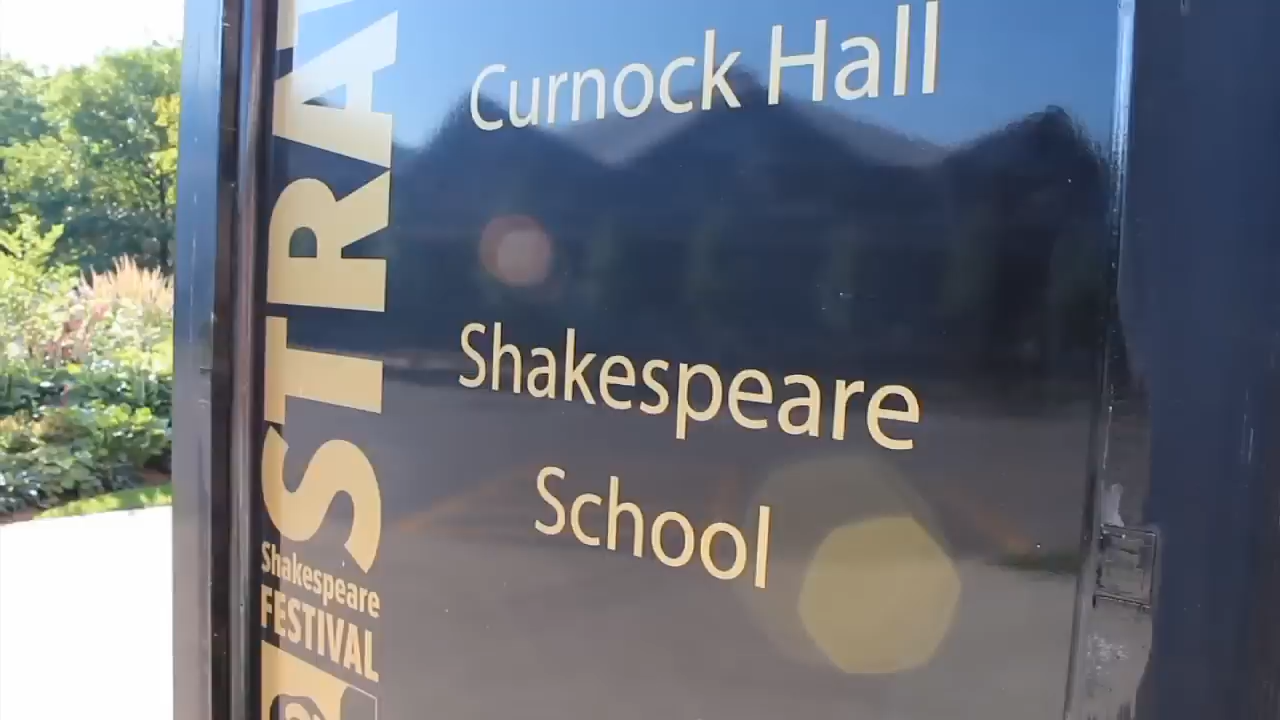 Curnock Hall
Shakespeare
School
STRA
Shakespeare
FESTIVAL